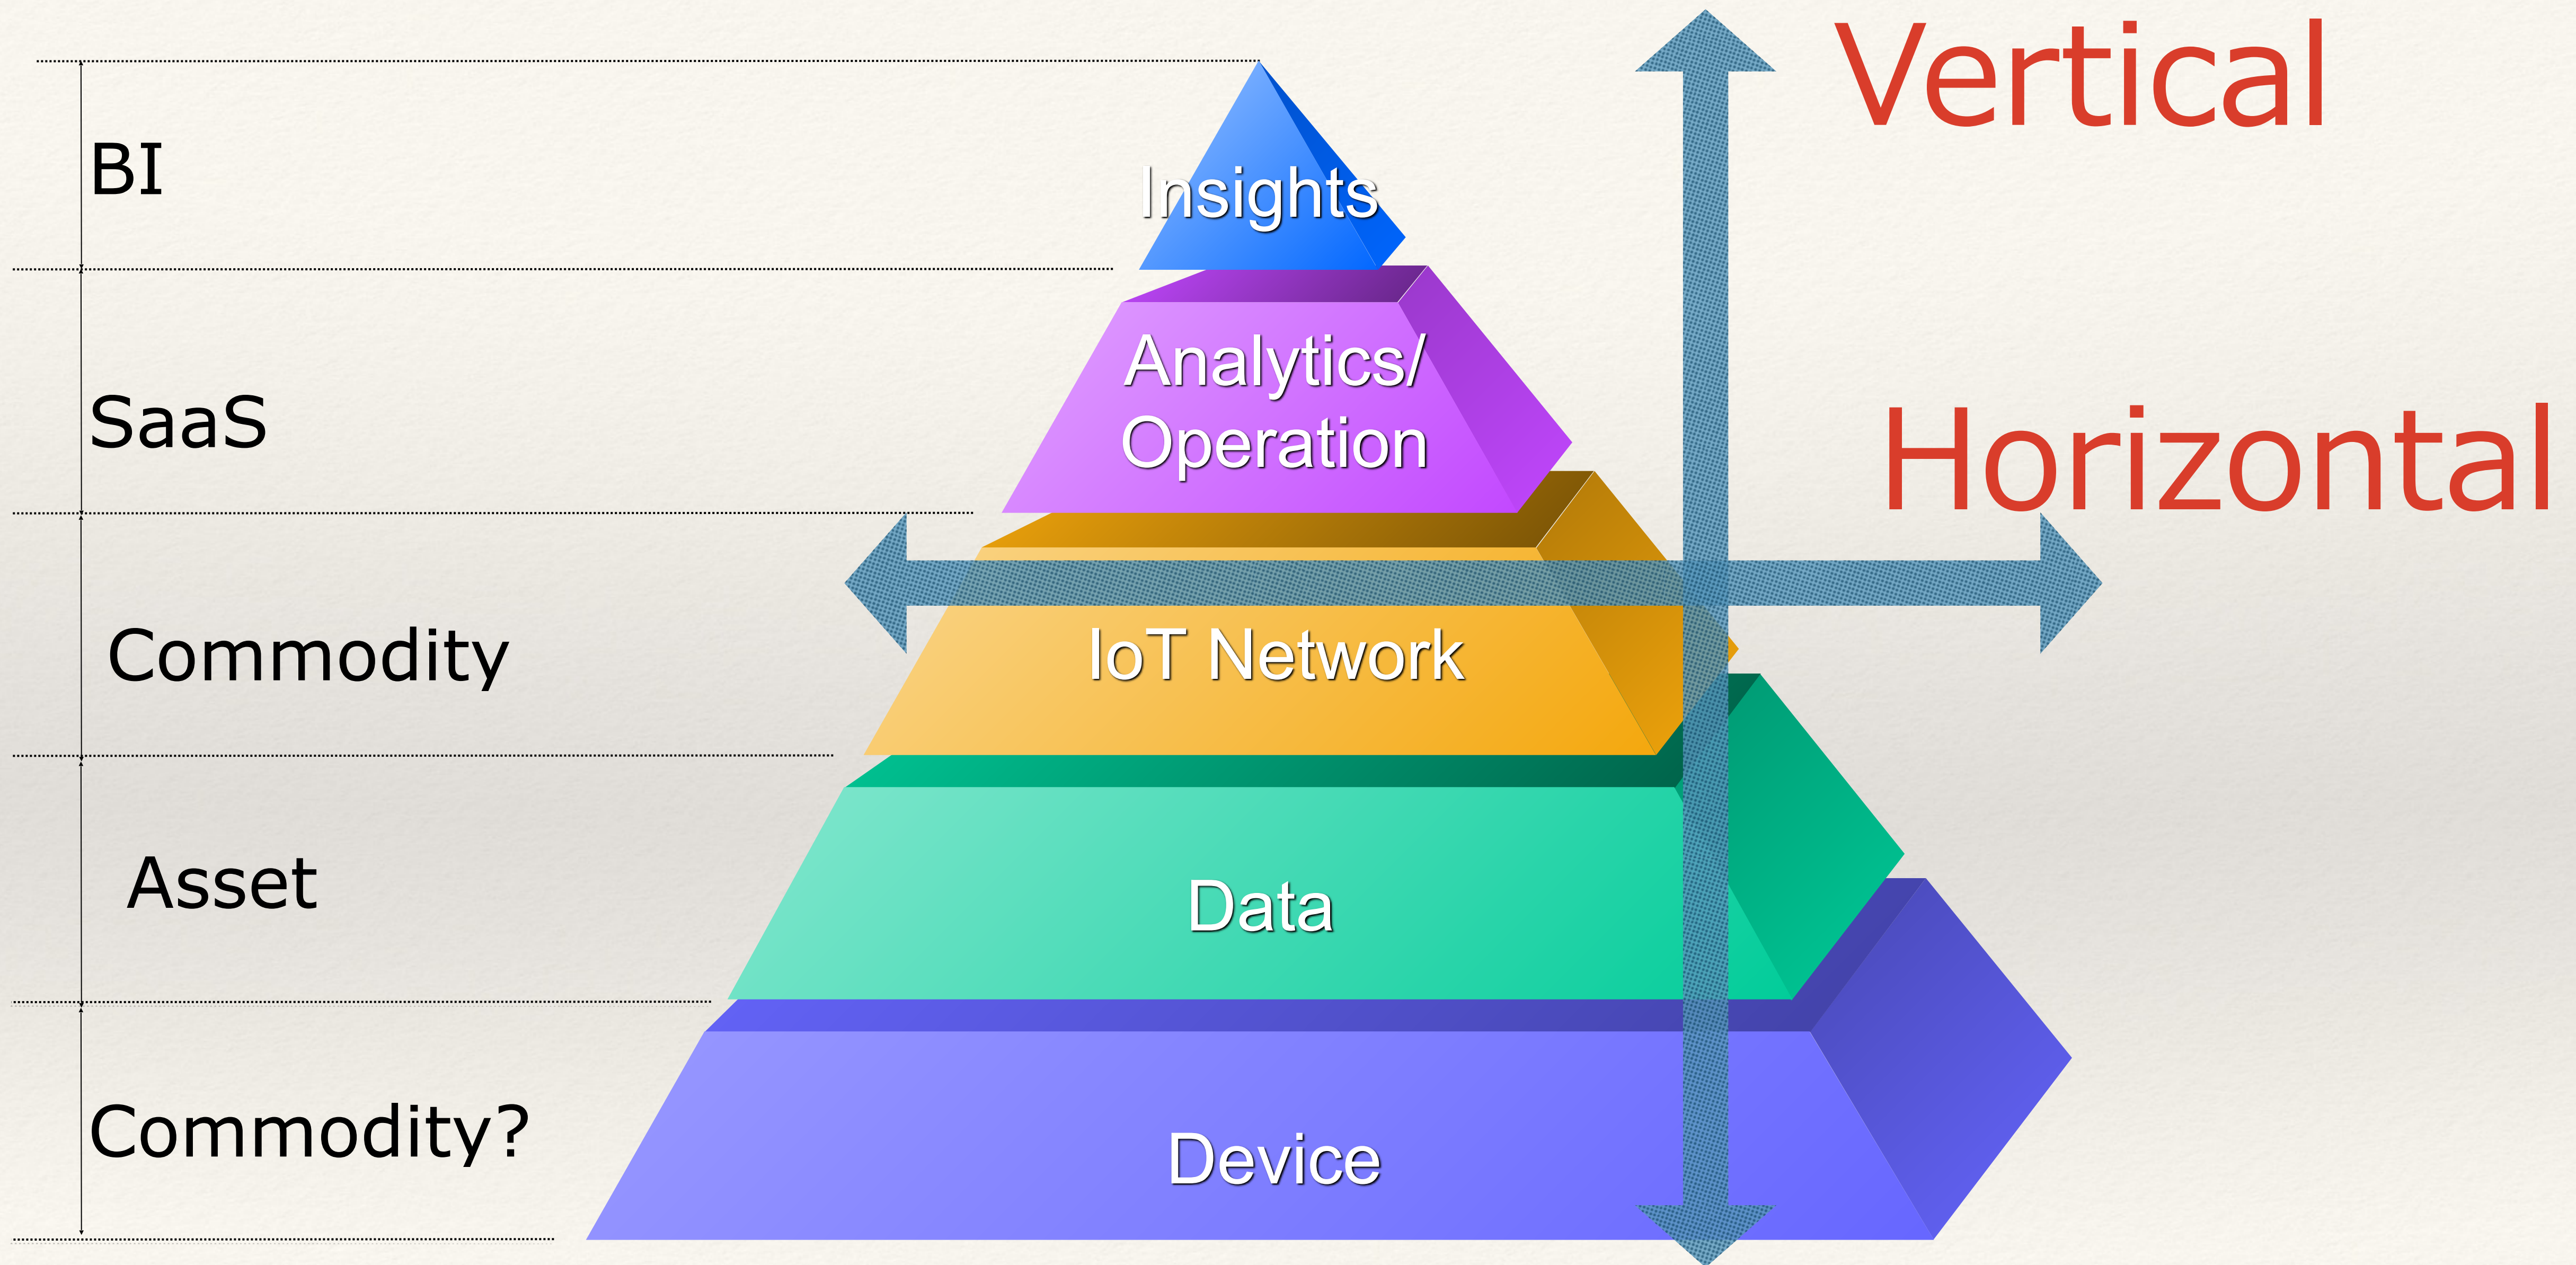 Vertical
BI
Insights
Analytics/
Operation
SaaS
Horizontal
Commodity
IoT Network
Asset
Data
Commodity?
Device